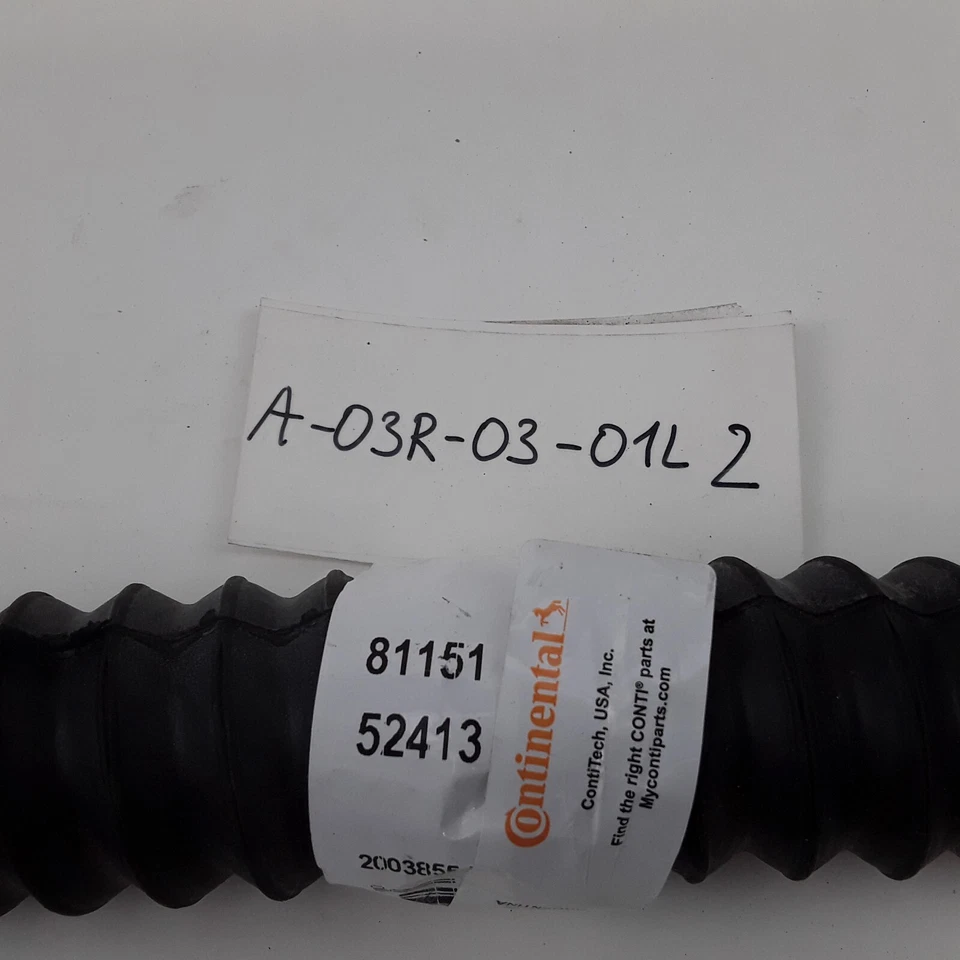 A-03R-03-01L 2
81151
52413
Continental
ContiTech, USA, Inc.
Find the right CONTI® parts at
Mycontiparts.com